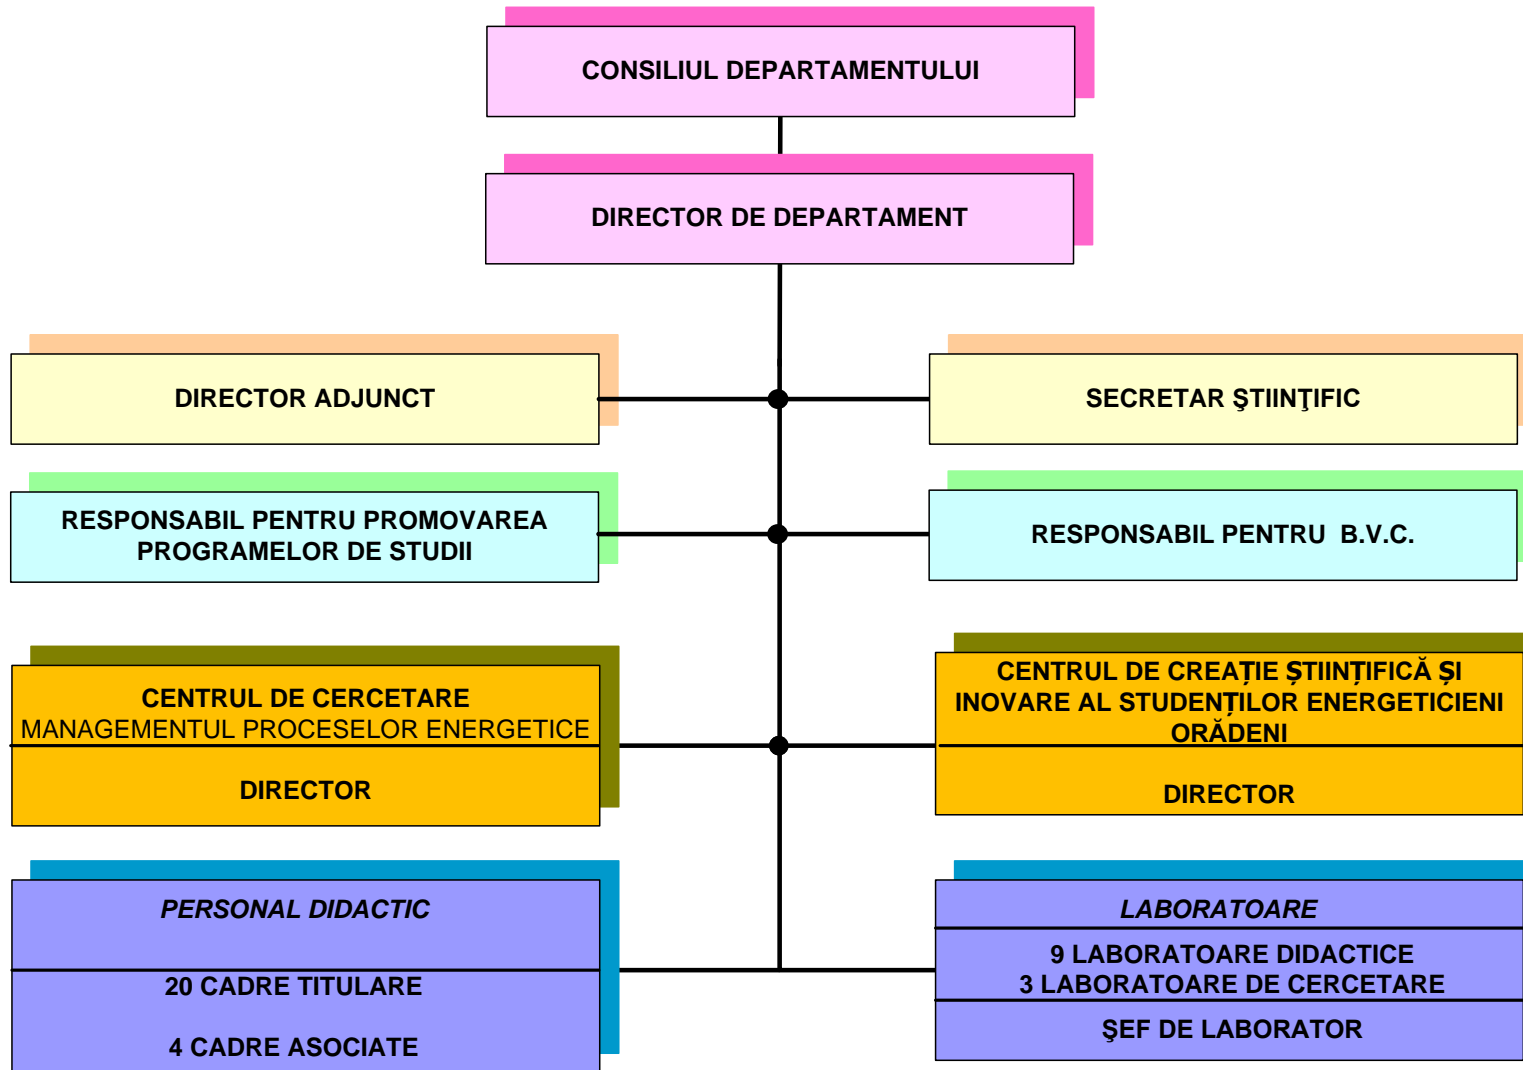 CONSILIUL DEPARTAMENTULUI
DIRECTOR DE DEPARTAMENT
DIRECTOR ADJUNCT
SECRETAR ŞTIINŢIFIC
RESPONSABIL PENTRU PROMOVAREA
PROGRAMELOR DE STUDII
RESPONSABIL PENTRU B.V.C.
CENTRUL DE CERCETARE
MANAGEMENTUL PROCESELOR ENERGETICE
DIRECTOR
CENTRUL DE CREAȚIE ȘTIINȚIFICĂ ȘI
INOVARE AL STUDENȚILOR ENERGETICIENI
ORĂDENI
DIRECTOR
PERSONAL DIDACTIC
20 CADRE TITULARE
4 CADRE ASOCIATE
LABORATOARE
9 LABORATOARE DIDACTICE
3 LABORATOARE DE CERCETARE
ŞEF DE LABORATOR